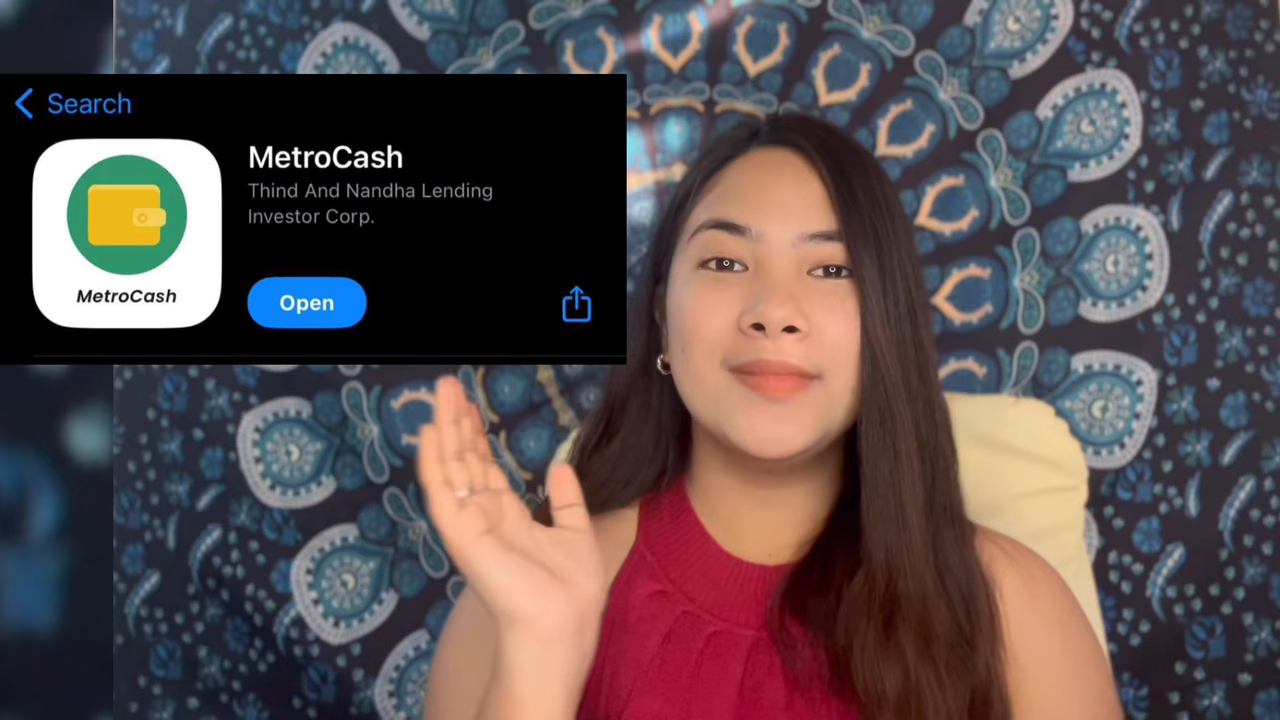 Search
MetroCash
Thind And Nandha Lending
Investor Corp.
Open
MetroCash